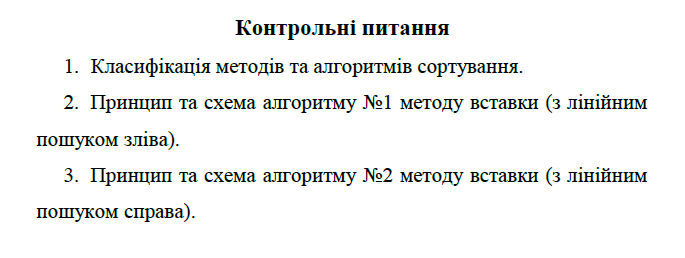 Контрольні питання
1. Класифікація методів та алгоритмів сортування.
2. Принцип та схема алгоритму №1 методу вставки (з лінійним
пошуком зліва).
3. Принцип та схема алгоритму №2 методу вставки (з лінійним
пошуком справа).